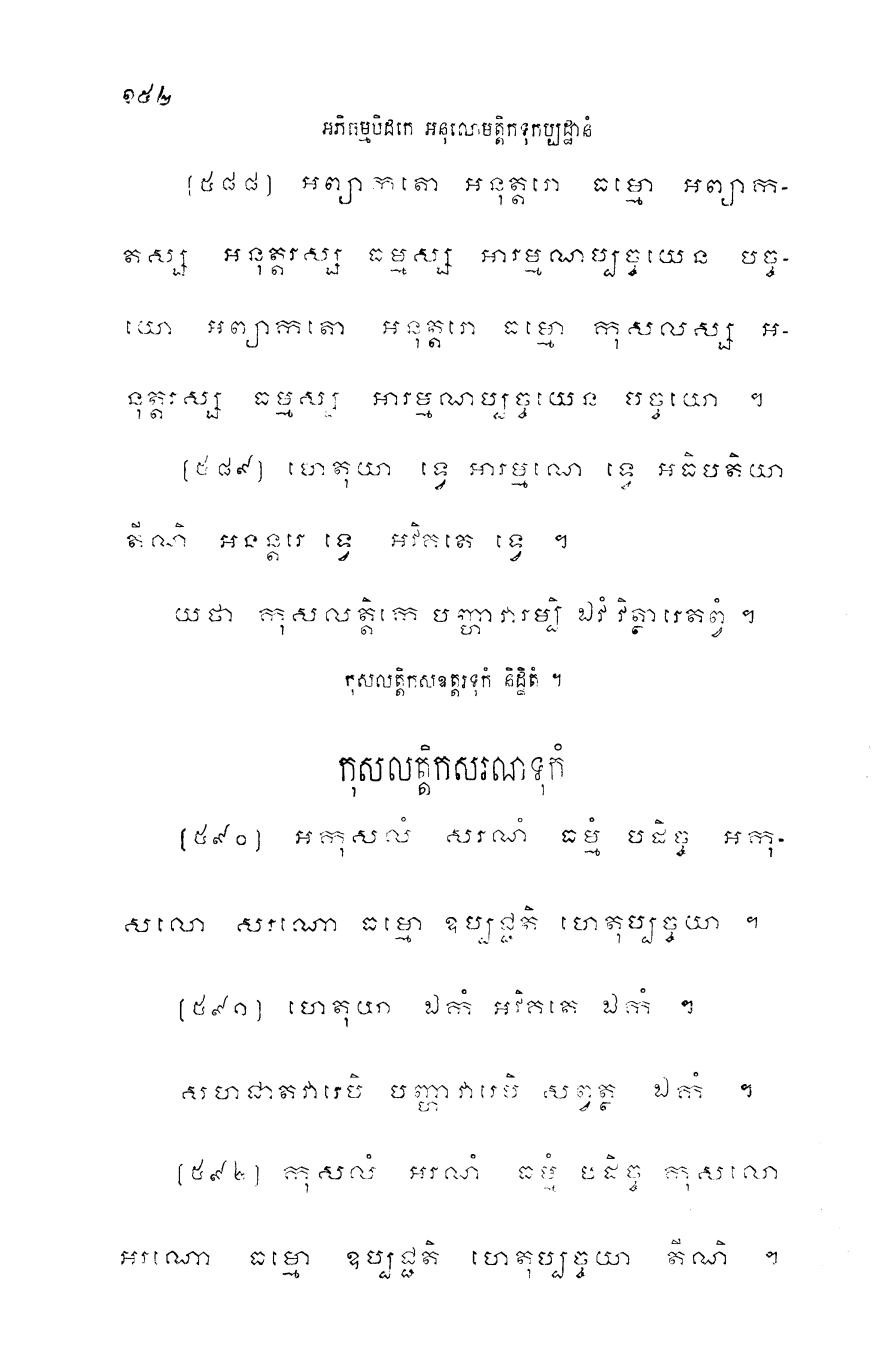 ១៥២
អភិធម្មបិដកេ អនុលោមត្តិកទុកប្បដ្ឋានំ
[៥៨៨] អព្យាកតោ អនុត្តរោ ធម្មោ អព្យាក-
តស្ស អនុត្តរស្ស ធម្មស្ស អារម្មណប្បច្ចយេន បច្ច-
យោ អព្យាកតោ អនុត្តរោ ធម្មោ កុសលស្ស អ-
នុត្តរស្ស ធម្មស្ស អារម្មណប្បច្ចយេន បច្ចយោ ។
[៥៨៩] ហេតុយា ទ្វេ អារម្មណេ ទ្វេ អធិបតិយា
តីណិ អនន្តរេ ទ្វេ អវិគតេ ទ្វេ ។
យថា កុសលត្តិកេ បញ្ហាវារម្បិ ឯវំ វិត្ថារេតព្វំ ។
កុសលត្តិកសឧត្តរទុកំ និដ្ឋិតំ ។
កុសលត្តិកសរណទុកំ
[៥៩០] អកុសលំ សរណំ ធម្មំ បដិច្ច អកុ-
សលោ សរណោ ធម្មោ ឧប្បជ្ជតិ ហេតុប្បច្ចយា ។
[៥៩១] ហេតុយា ឯកំ អវិគតេ ឯកំ ។
សហជាតវារេបិ បញ្ហាវារេបិ សព្វត្ថ ឯកំ ។
[៥៩២] កុសលំ អរណំ ធម្មំ បដិច្ច កុសលោ
អរណោ ធម្មោ ឧប្បជ្ជតិ ហេតុប្បច្ចយា តីណិ ។